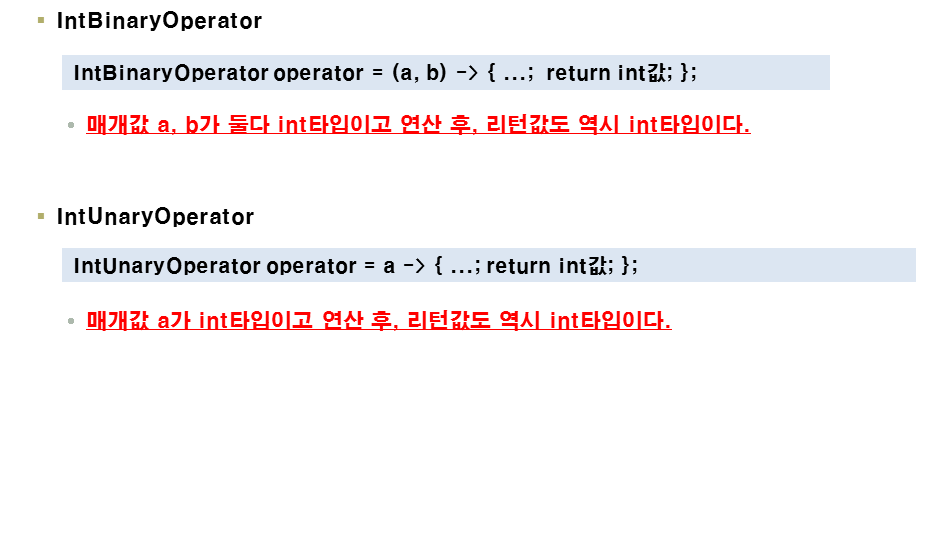 IntBinaryOperator
IntBinaryOperator operator = (a, b) -> { ...; return int값; };
매개값 a, b가 둘다 int타입이고 연산 후, 리턴값도 역시 int타입이다.
IntUnaryOperator
IntUnaryOperator operator = a -> { ...; return int값; };
매개값 a가 int타입이고 연산 후, 리턴값도 역시 int타입이다.